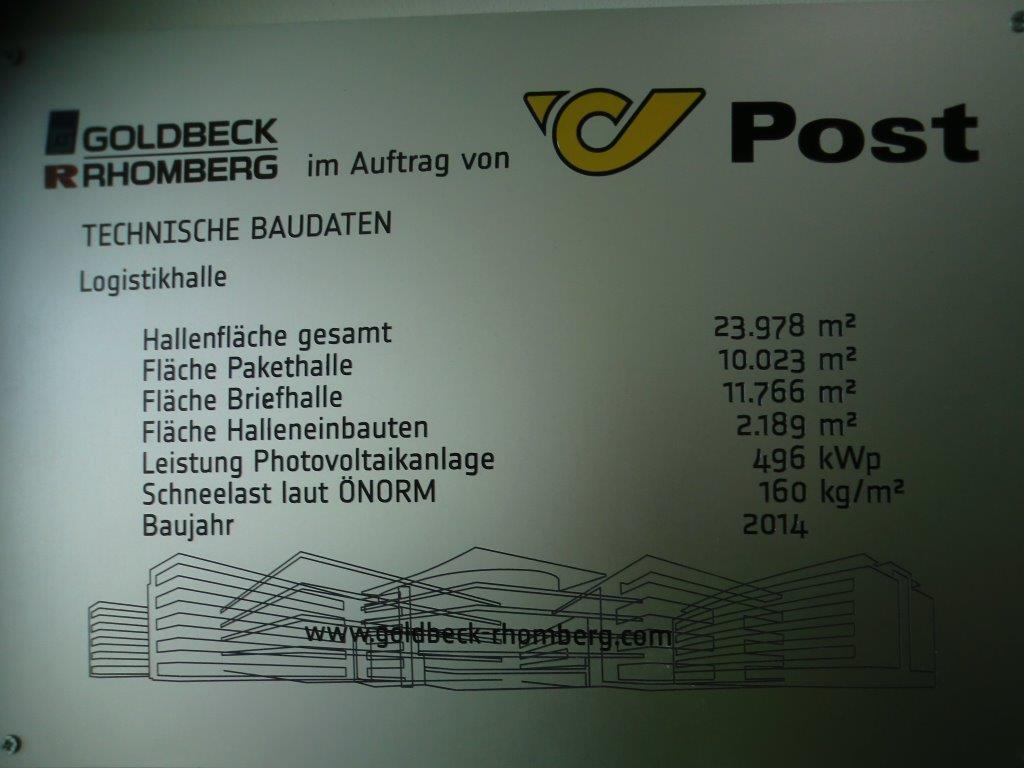 GOLDBECK
RHOMBERG im Auftrag von Post
TECHNISCHE BAUDATEN
Logistikhalle
Hallenfläche gesamt 23.978 m²
Fläche Pakethalle 10.023 m²
Fläche Briefhalle 11.766 m²
Fläche Halleneinbauten 2.189 m²
Leistung Photovoltaikanlage 496 kWp
Schneelast laut ÖNORM 160 kg/m²
Baujahr 2014
www.goldbeck-rhomberg.com